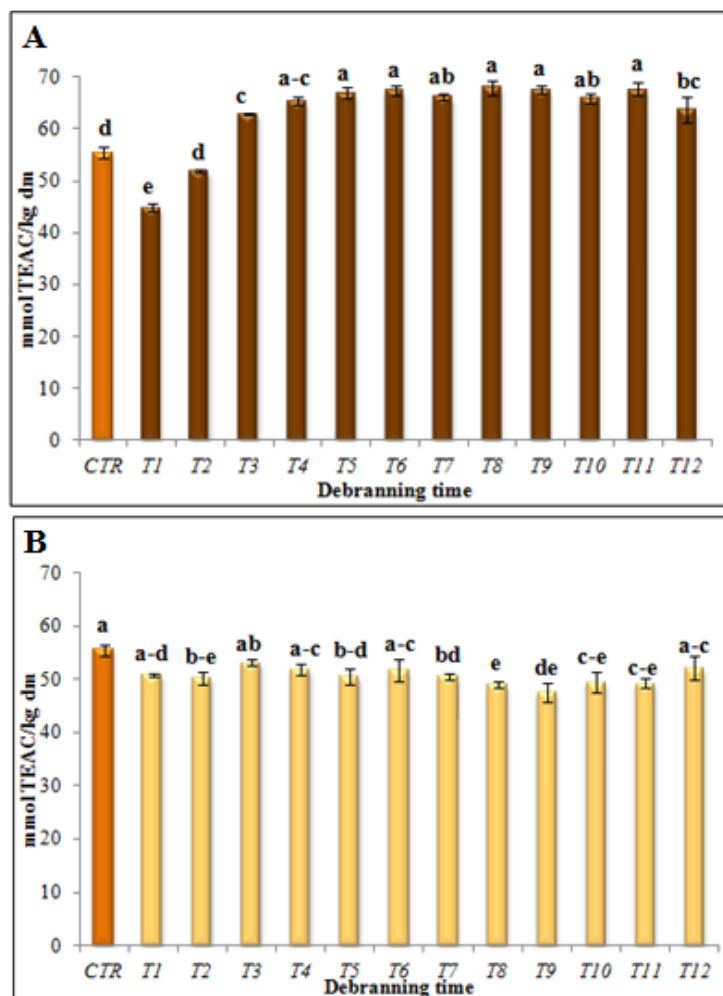 A
70
60
50
40
30
20
10
0
mmol TEAC/kg dm
d
e
d
c
a-c
a
a
ab
a
a
ab
a
bc
CTR T1 T2 T3 T4 T5 T6 T7 T8 T9 T10 T11 T12
Debranning time
B
70
60
50
40
30
20
10
0
mmol TEAC/kg dm
a
a-d
b-e
ab
a-c
b-d
a-c
bd
e
de
c-e
c-e
a-c
CTR T1 T2 T3 T4 T5 T6 T7 T8 T9 T10 T11 T12
Debranning time